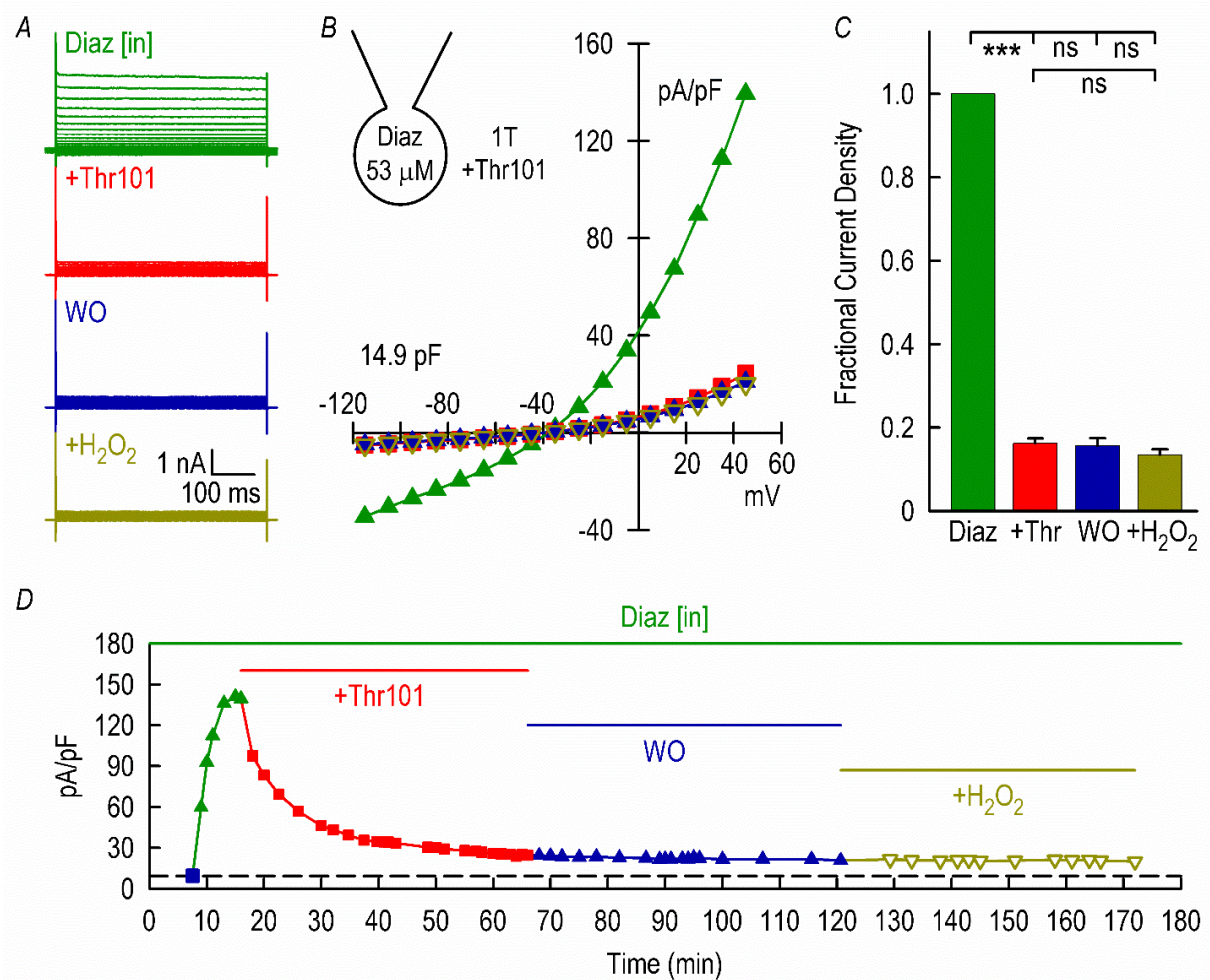 A
Diaz [in]
+Thr101
WO
+H₂O₂
1 nA
100 ms
B
Diaz
53 μM
1T
+Thr101
pA/pF
160
120
80
40
-40
14.9 pF
-120
-80
-40
20
40
60
mV
C
***
ns
ns
ns
Fractional Current Density
1.0
0.8
0.6
0.4
0.2
0
Diaz
+Thr
WO
+H₂O₂
D
Diaz [in]
+Thr101
WO
+H₂O₂
pA/pF
180
150
120
90
60
30
0
0 10 20 30 40 50 60 70 80 90 100 110 120 130 140 150 160 170 180
Time (min)